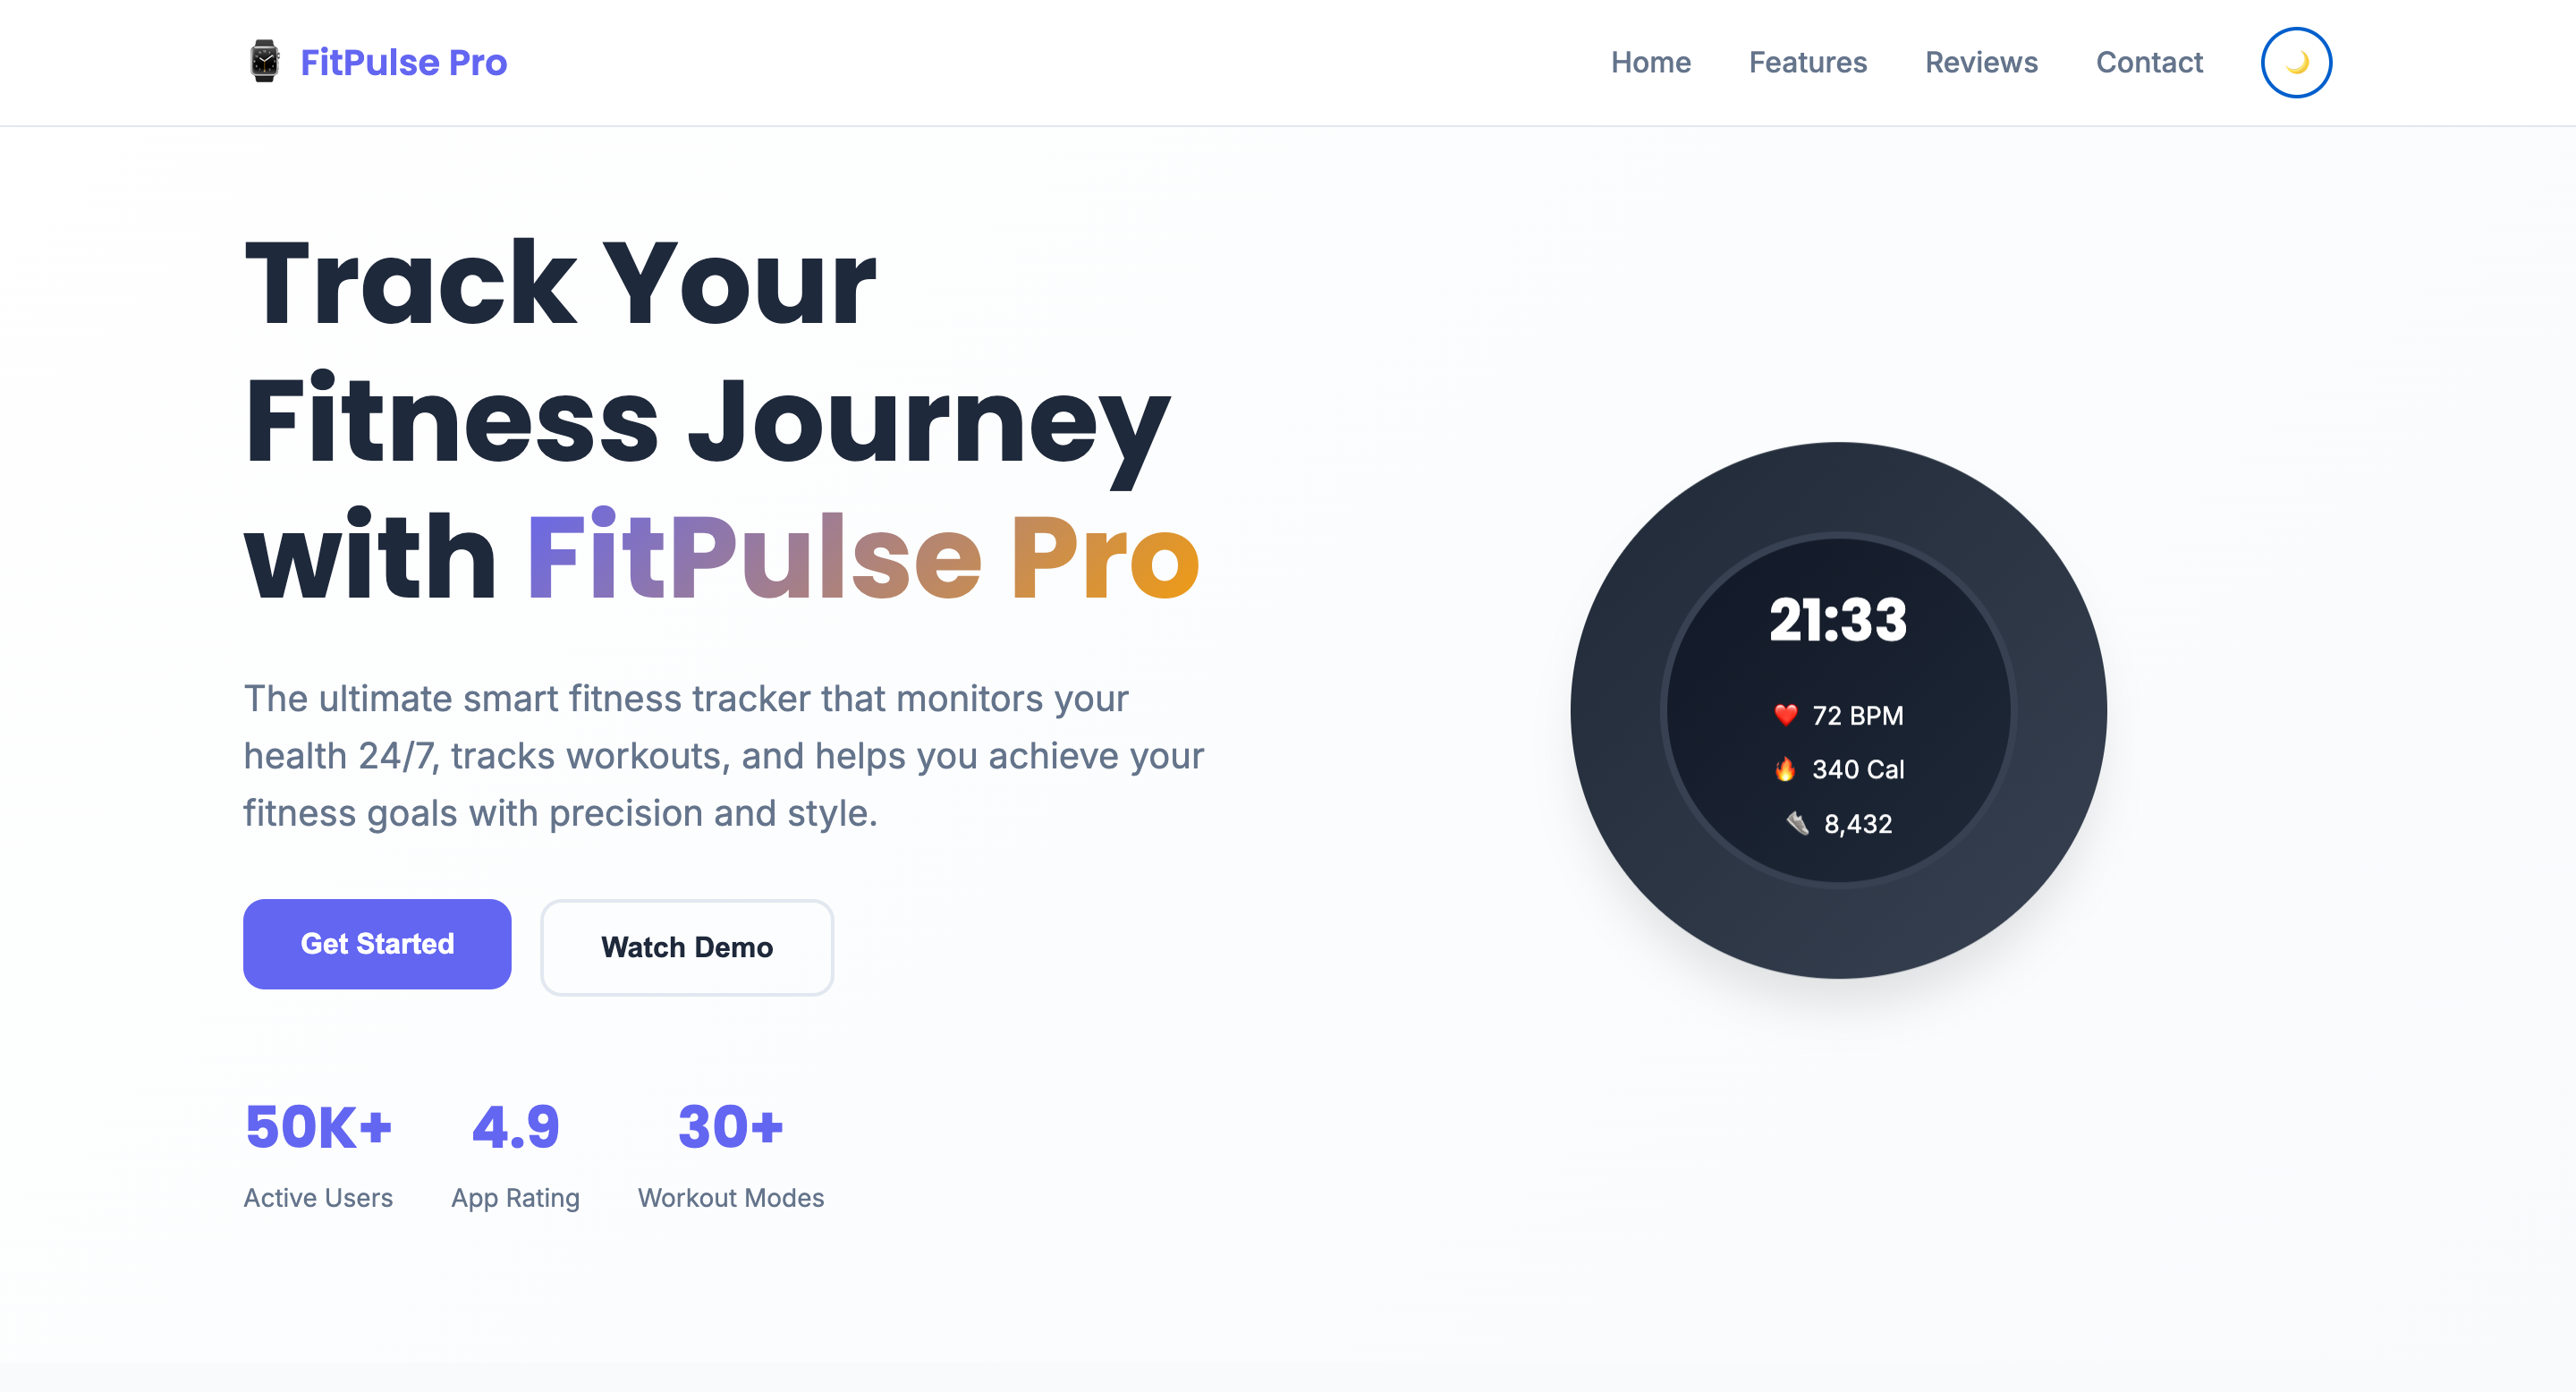 FitPulse Pro
Home
Features
Reviews
Contact
Track Your
Fitness Journey
with FitPulse Pro
The ultimate smart fitness tracker that monitors your
health 24/7, tracks workouts, and helps you achieve your
fitness goals with precision and style.
Get Started
Watch Demo
50K+
Active Users
4.9
App Rating
30+
Workout Modes
21:33
72 BPM
340 Cal
8,432